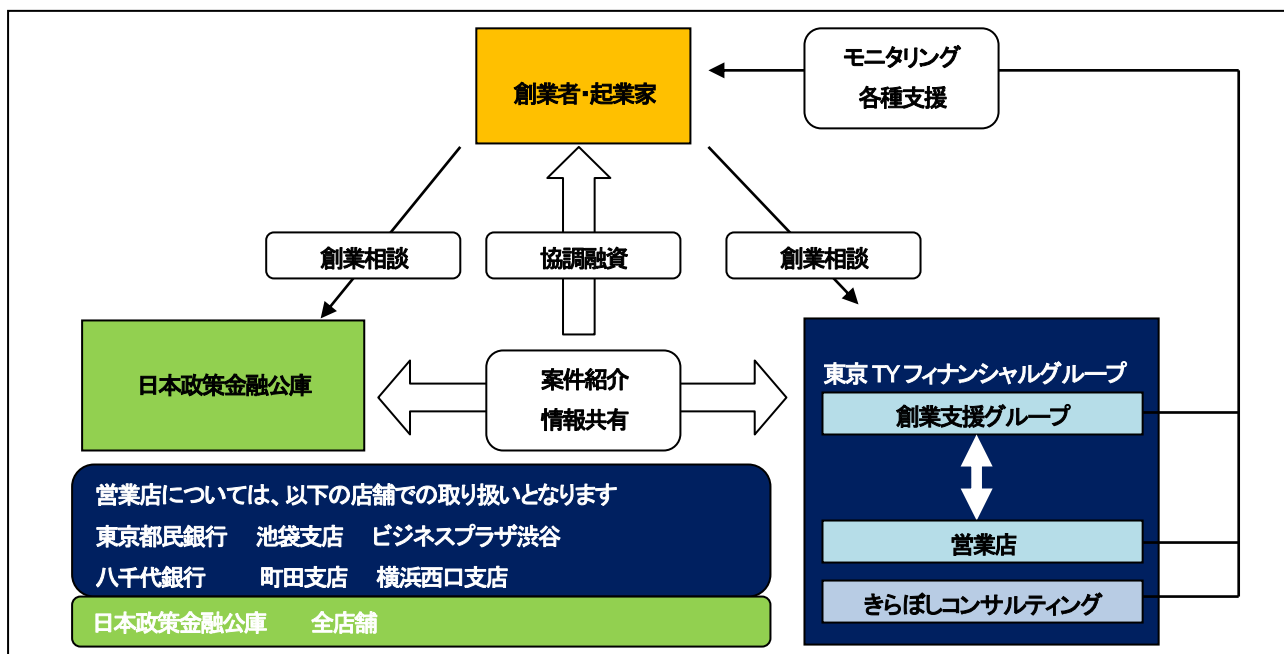 モニタリング
各種支援
創業者・起業家
創業相談
協調融資
創業相談
日本政策金融公庫
案件紹介
情報共有
東京TYフィナンシャルグループ
創業支援グループ
営業店
きらぼしコンサルティング
営業店については、以下の店舗での取り扱いとなります
東京都民銀行 池袋支店 ビジネスプラザ渋谷
八千代銀行 町田支店 横浜西口支店
日本政策金融公庫 全店舗